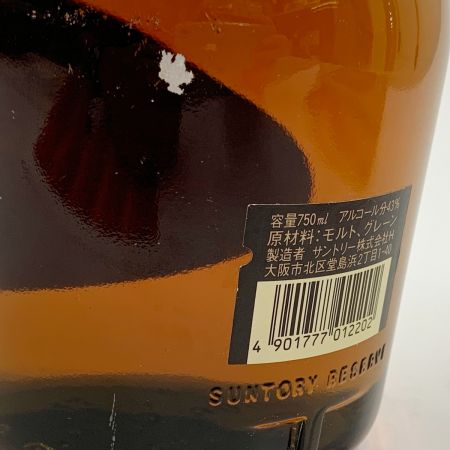 容量750ml アルコール分43%
原材料:モルト、グレーン
製造者 サントリー株式会社H
大阪市北区堂島浜2丁目1-40
4 901777 012202
SUNTORY RESERVE